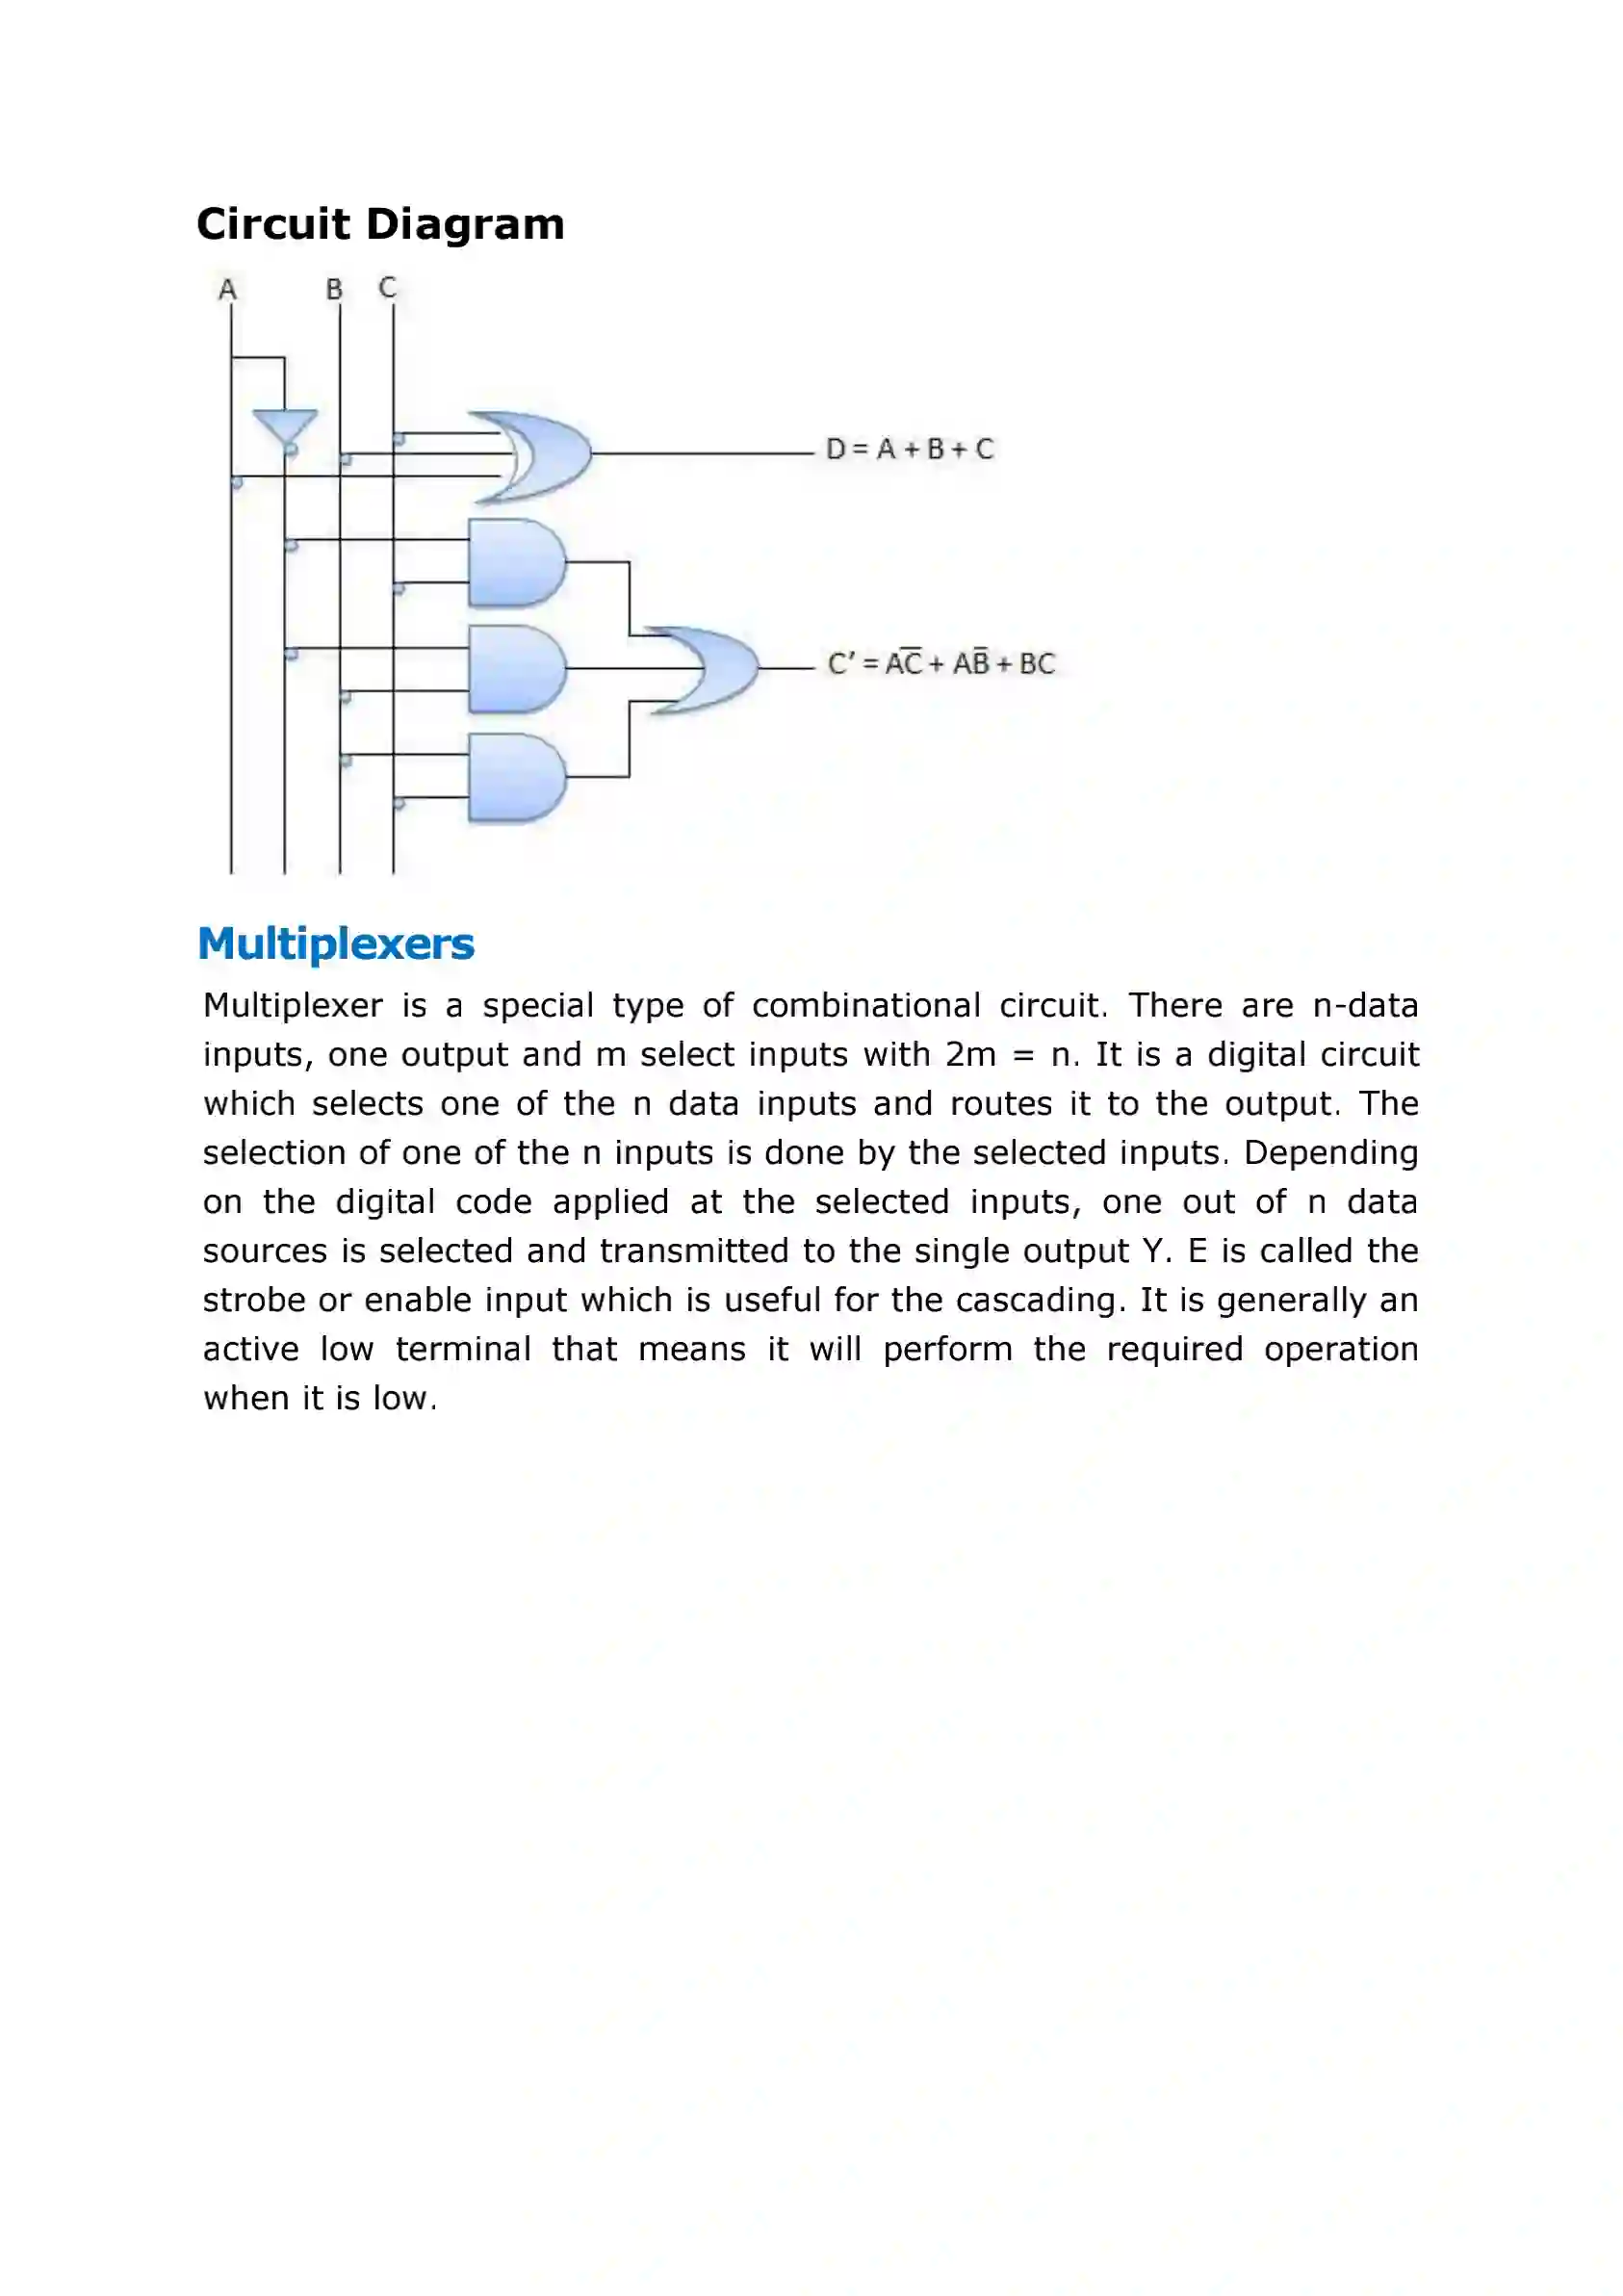 Circuit Diagram
A B C
D = A + B + C
C′ = AC̅ + AB̅ + BC
Multiplexers
Multiplexer is a special type of combinational circuit. There are n-data
inputs, one output and m select inputs with 2m = n. It is a digital circuit
which selects one of the n data inputs and routes it to the output. The
selection of one of the n inputs is done by the selected inputs. Depending
on the digital code applied at the selected inputs, one out of n data
sources is selected and transmitted to the single output Y. E is called the
strobe or enable input which is useful for the cascading. It is generally an
active low terminal that means it will perform the required operation
when it is low.